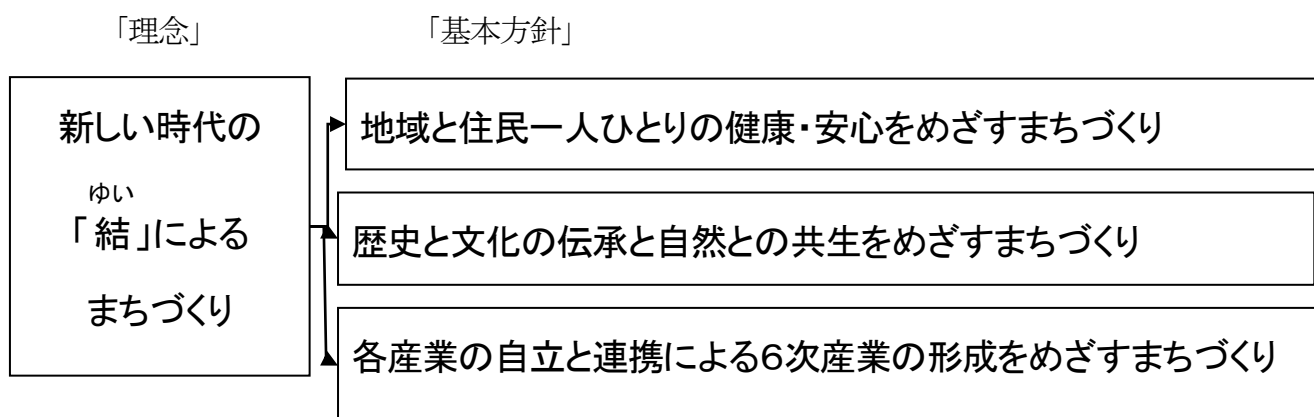 「理念」
「基本方針」
新しい時代の
ゆい
「結」による
まちづくり
地域と住民一人ひとりの健康・安心をめざすまちづくり
歴史と文化の伝承と自然との共生をめざすまちづくり
各産業の自立と連携による６次産業の形成をめざすまちづくり